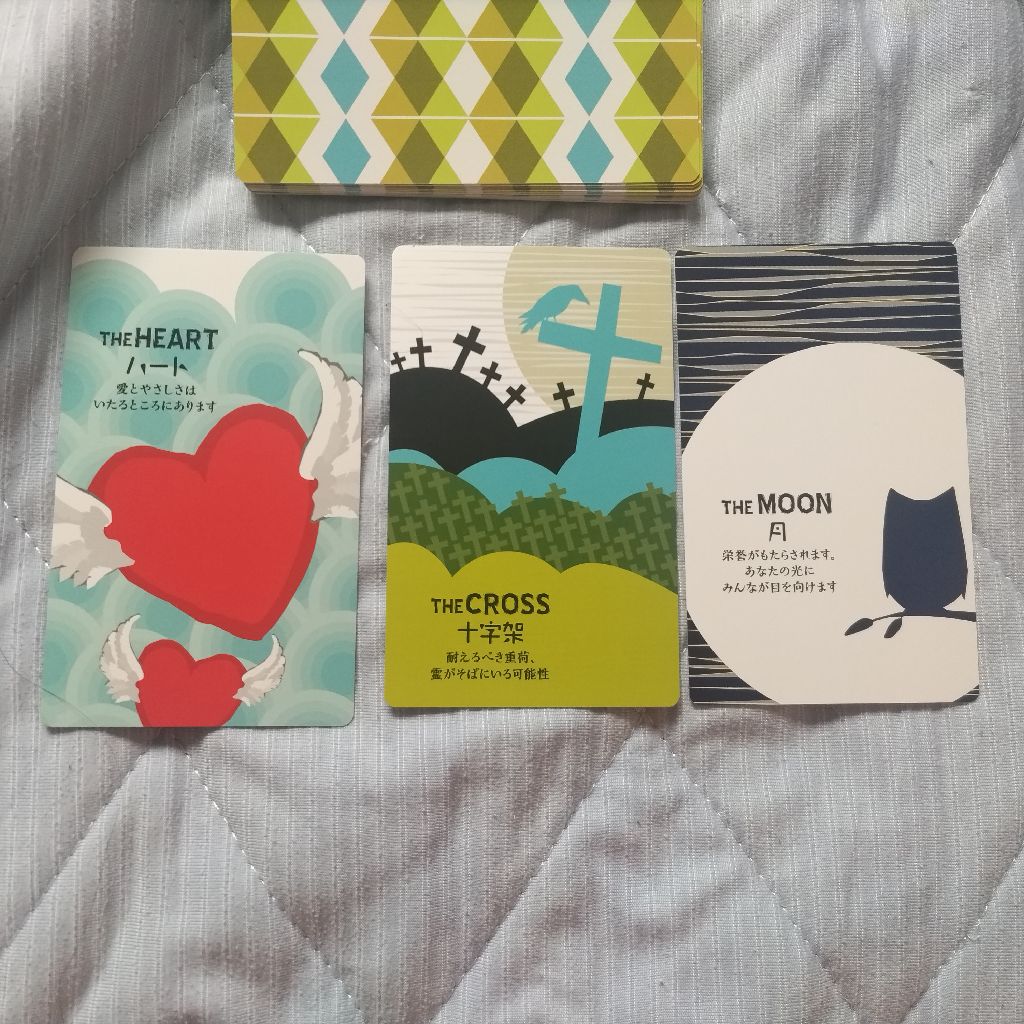 THE HEART
ハート
愛とやさしさは
いたるところにあります
THE CROSS
十字架
耐えるべき重荷、
霊がそばにいる可能性
THE MOON
月
栄誉がもたらされます。
あなたの光に
みんなが目を向けます